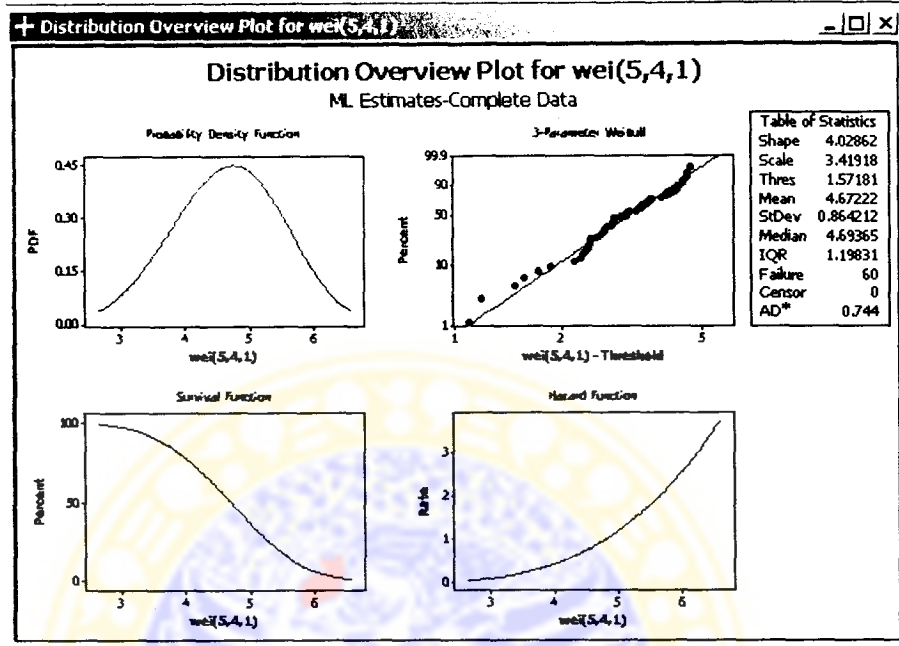 Distribution Overview Plot for wei(5,4,1)
Distribution Overview Plot for wei(5,4,1)
ML Estimates-Complete Data
Probability Density Function
PDF
0.45
0.30
0.15
0.00
3 4 5 6
wei(5,4,1)
3-Parameter Weibull
Percent
99.9
90
50
10
1
1 2 5
wei(5,4,1) - Threshold
Table of Statistics
Shape 4.02862
Scale 3.41918
Thres 1.57181
Mean 4.67222
StDev 0.864212
Median 4.69365
IQR 1.19831
Failure 60
Censor 0
AD* 0.744
Survival Function
Percent
100
50
0
3 4 5 6
wei(5,4,1)
Hazard Function
Rate
3
2
1
0
3 4 5 6
wei(5,4,1)